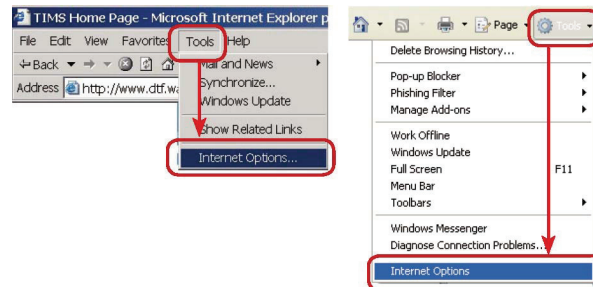 TIMS Home Page - Microsoft Internet Explorer p
File Edit View Favorites Tools Help
Back
Mail and News
Address http://www.dtf.wa
Synchronize...
Windows Update
Show Related Links
Internet Options...
Page Tools
Delete Browsing History...
Pop-up Blocker
Phishing Filter
Manage Add-ons
Work Offline
Windows Update
Full Screen F11
Menu Bar
Toolbars
Windows Messenger
Diagnose Connection Problems...
Internet Options